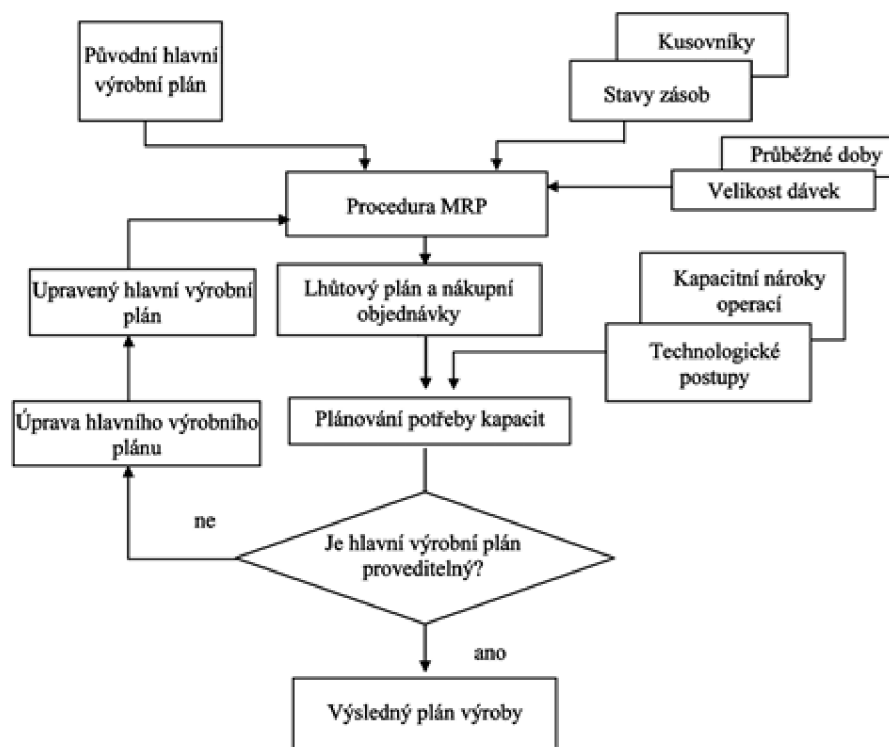 Původní hlavní
výrobní plán
Kusovníky
Stavy zásob
Průběžné doby
Velikost dávek
Procedura MRP
Upravený hlavní výrobní
plán
Lhůtový plán a nákupní
objednávky
Kapacitní nároky
operací
Technologické
postupy
Úprava hlavního výrobního
plánu
Plánování potřeby kapacit
ne
Je hlavní výrobní plán
proveditelný?
ano
Výsledný plán výroby